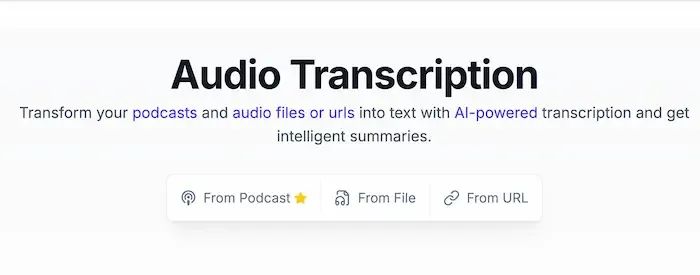 Audio Transcription
Transform your podcasts and audio files or urls into text with AI-powered transcription and get
intelligent summaries.
From Podcast From File From URL